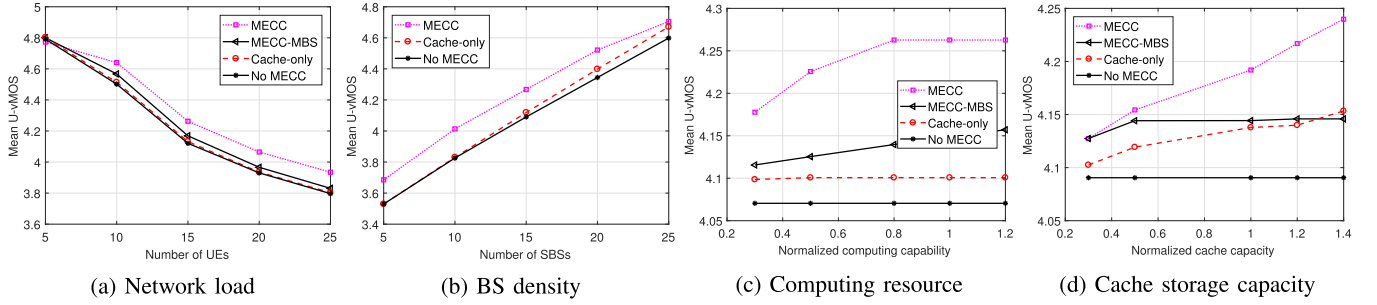 Mean U-vMOS
5
4.8
4.6
4.4
4.2
4
3.8
3.6
5
10
15
20
25
Number of UEs
MECC
MECC-MBS
Cache-only
No MECC
(a) Network load
Mean U-vMOS
4.8
4.6
4.4
4.2
4
3.8
3.6
3.4
5
10
15
20
25
Number of SBSs
MECC
Cache-only
No MECC
(b) BS density
Mean U-vMOS
4.3
4.25
4.2
4.15
4.1
4.05
0.2
0.4
0.6
0.8
1.0
1.2
Normalized computing capability
MECC
MECC-MBS
Cache-only
No MECC
(c) Computing resource
Mean U-vMOS
4.25
4.2
4.15
4.1
4.05
0.2
0.4
0.6
0.8
1.0
1.2
1.4
Normalized cache capacity
MECC
MECC-MBS
Cache-only
No MECC
(d) Cache storage capacity